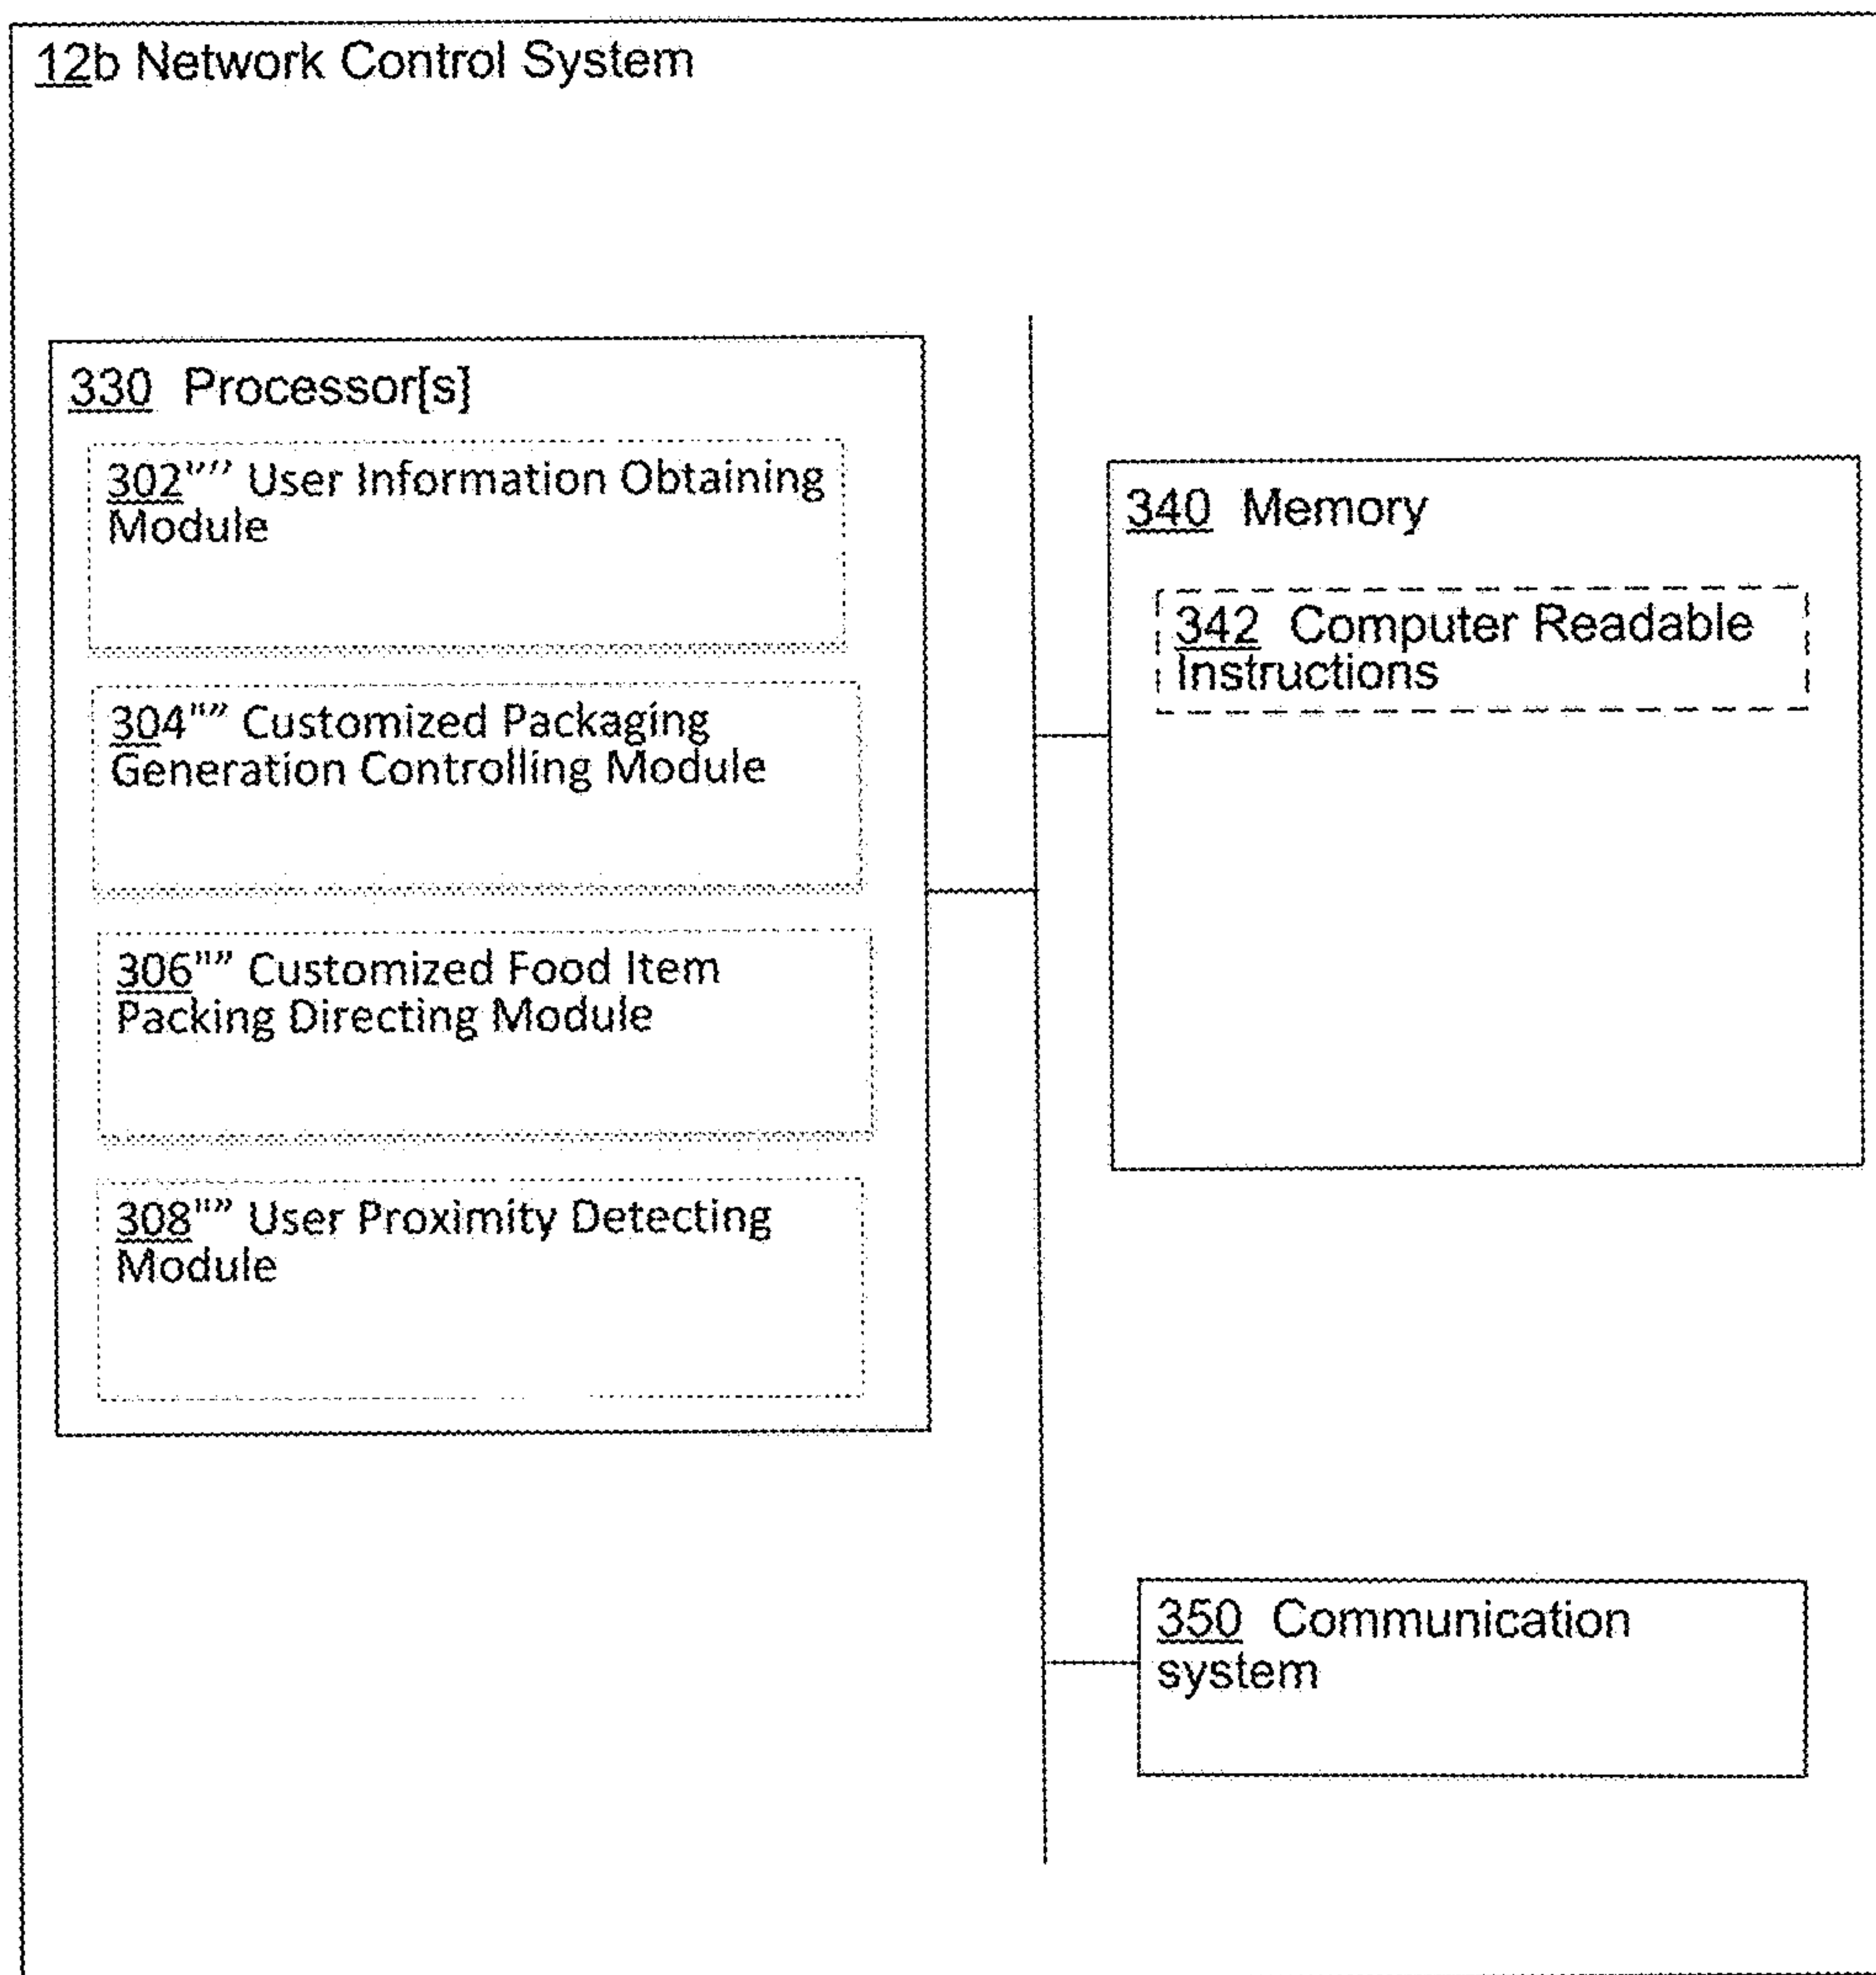 12b Network Control System
330 Processor[s]
302"" User Information Obtaining
Module
304"" Customized Packaging
Generation Controlling Module
306"" Customized Food Item
Packing Directing Module
308"" User Proximity Detecting
Module
340 Memory
342 Computer Readable
Instructions
350 Communication
system